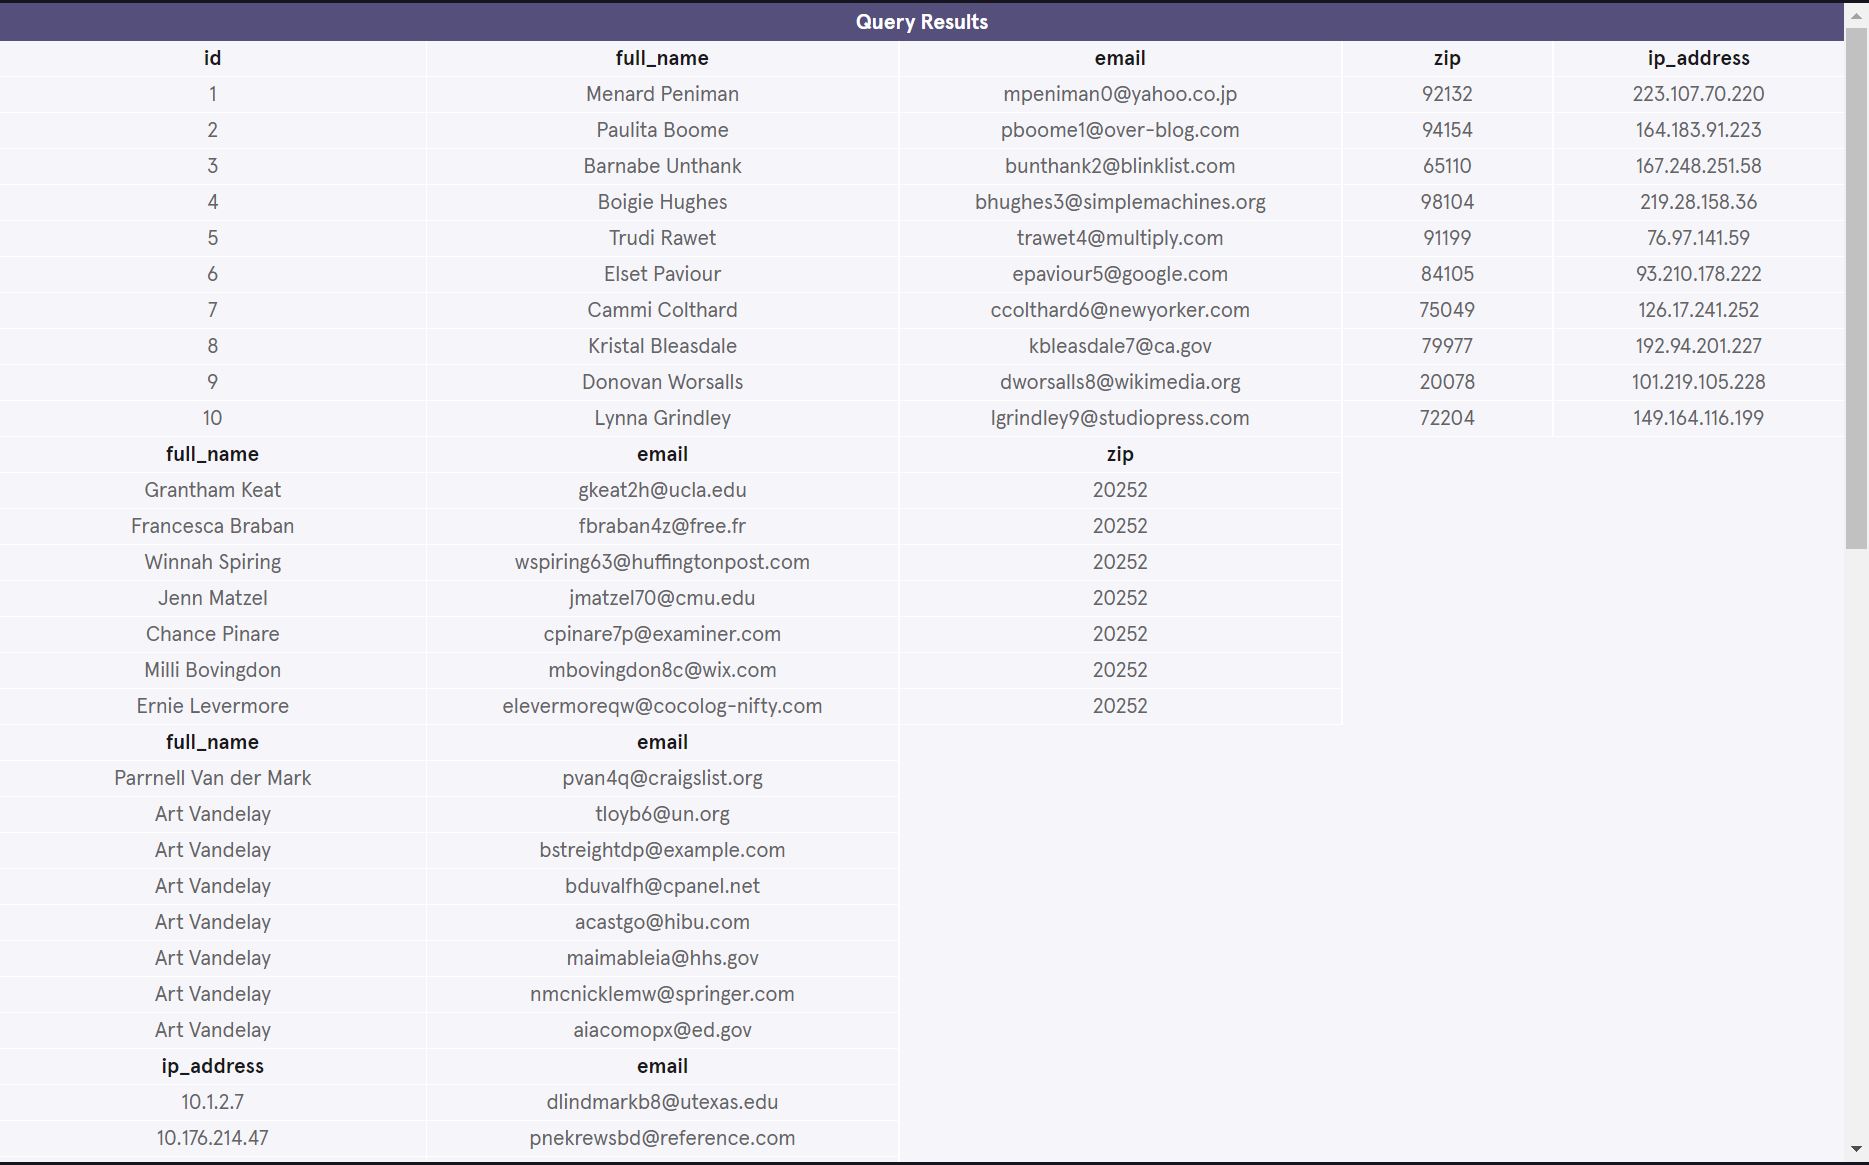 Query Results
id full_name email zip ip_address
1 Menard Peniman mpeniman0@yahoo.co.jp 92132 223.107.70.220
2 Paulita Boome pboome1@over-blog.com 94154 164.183.91.223
3 Barnabe Unthank bunthank2@blinklist.com 65110 167.248.251.58
4 Boigie Hughes bhughes3@simplemachines.org 98104 219.28.158.36
5 Trudi Rawet trawet4@multiply.com 91199 76.97.141.59
6 Elset Paviour epaviour5@google.com 84105 93.210.178.222
7 Cammi Colthard ccolthard6@newyorker.com 75049 126.17.241.252
8 Kristal Bleasdale kbleasdale7@ca.gov 79977 192.94.201.227
9 Donovan Worsalls dworsalls8@wikimedia.org 20078 101.219.105.228
10 Lynna Grindley lgrindley9@studiopress.com 72204 149.164.116.199
full_name email zip
Grantham Keat gkeat2h@ucla.edu 20252
Francesca Braban fbraban4z@free.fr 20252
Winnah Spiring wspiring63@huffingtonpost.com 20252
Jenn Matzel jmatzel70@cmu.edu 20252
Chance Pinare cpinare7p@examiner.com 20252
Milli Bovingdon mbovingdon8c@wix.com 20252
Ernie Levermore elevermoreqw@cocolog-nifty.com 20252
full_name email
Parrnell Van der Mark pvan4q@craigslist.org
Art Vandelay tloyb6@un.org
Art Vandelay bstreightdp@example.com
Art Vandelay bduvalfh@cpanel.net
Art Vandelay acastgo@hibu.com
Art Vandelay maimableia@hhs.gov
Art Vandelay nmcnicklemw@springer.com
Art Vandelay aiacomopx@ed.gov
ip_address email
10.1.2.7 dlindmarkb8@utexas.edu
10.176.214.47 pnekrewsbd@reference.com